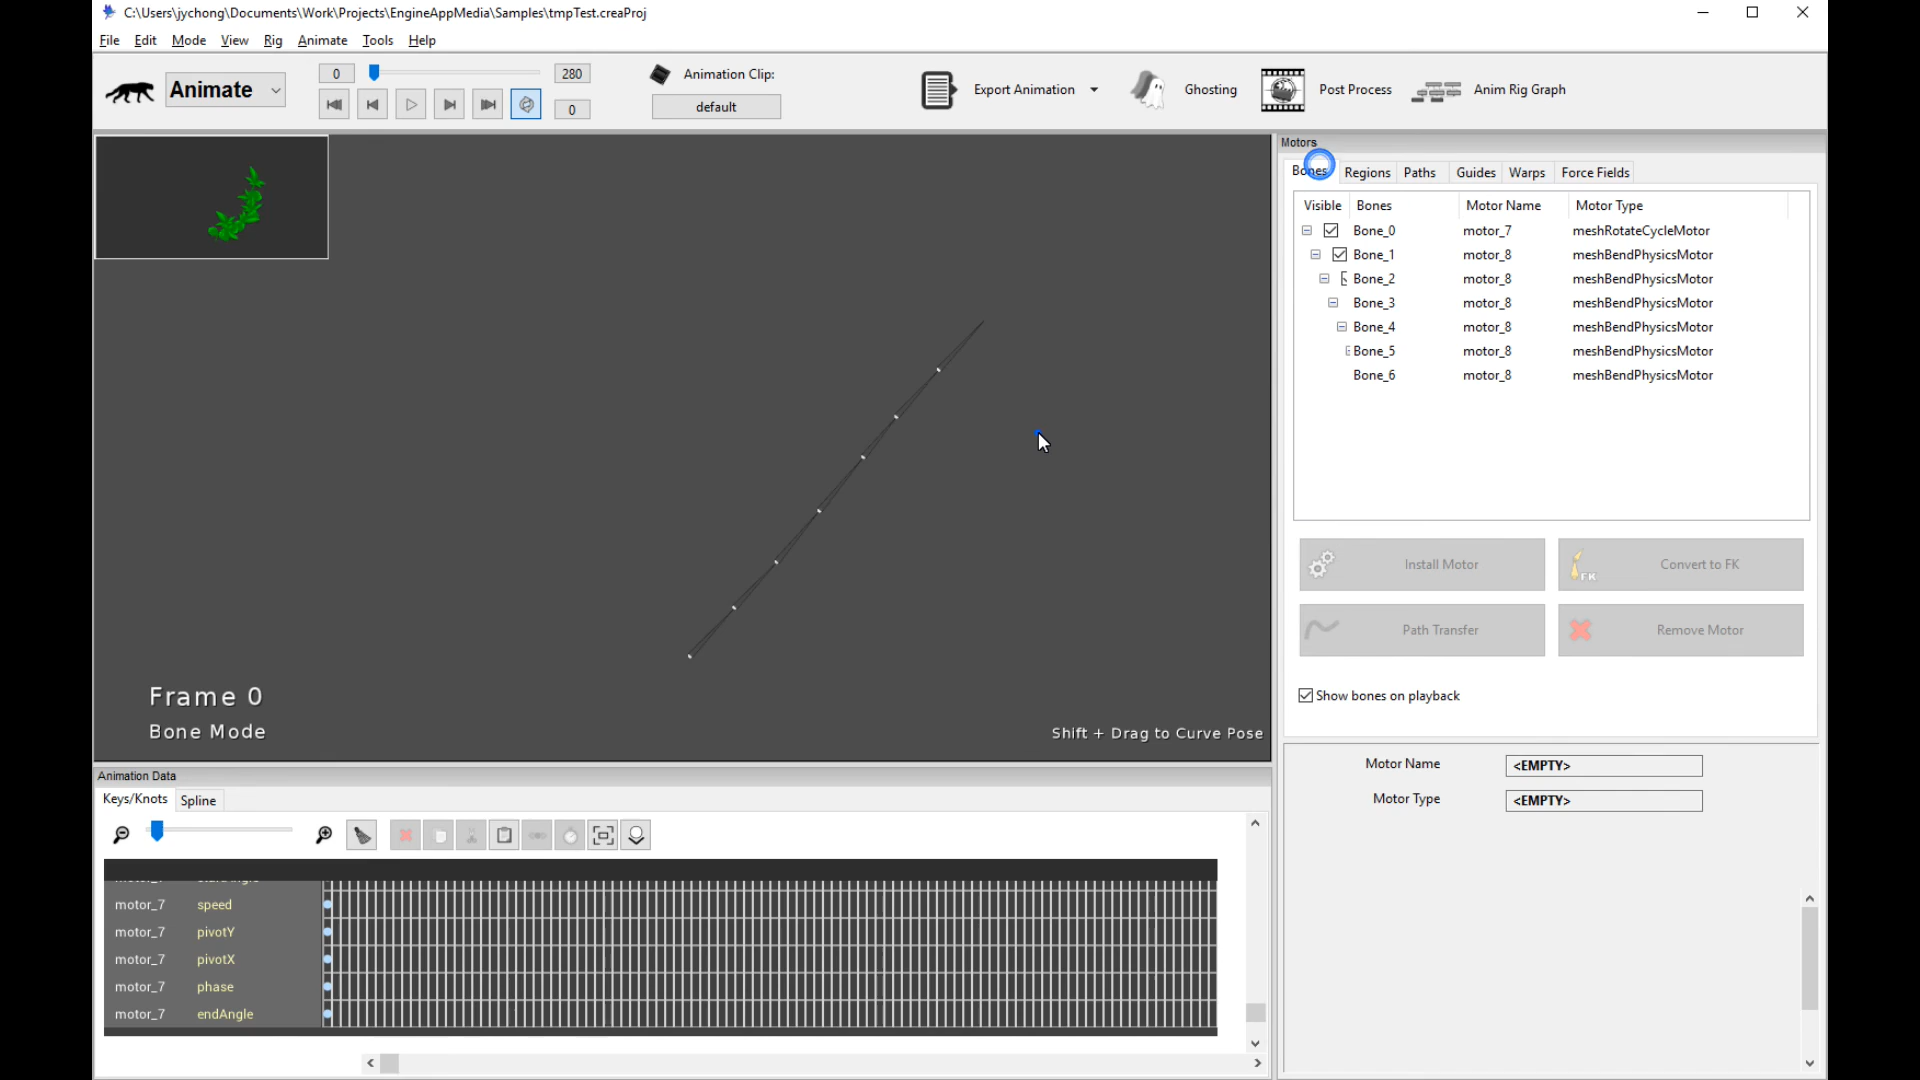 C:\Users\jychong\Documents\Work\Projects\EngineAppMedia\Samples\tmpTest.creaProj
File Edit Mode View Rig Animate Tools Help
Animate
0 280
0
Animation Clip:
default
Export Animation
Ghosting
Post Process
Anim Rig Graph
Frame 0
Bone Mode
Shift + Drag to Curve Pose
Motors
Bones Regions Paths Guides Warps Force Fields
Visible Bones Motor Name Motor Type
Bone_0 motor_7 meshRotateCycleMotor
Bone_1 motor_8 meshBendPhysicsMotor
Bone_2 motor_8 meshBendPhysicsMotor
Bone_3 motor_8 meshBendPhysicsMotor
Bone_4 motor_8 meshBendPhysicsMotor
Bone_5 motor_8 meshBendPhysicsMotor
Bone_6 motor_8 meshBendPhysicsMotor
Install Motor
FK Convert to FK
Path Transfer
Remove Motor
Show bones on playback
Motor Name <EMPTY>
Motor Type <EMPTY>
Animation Data
Keys/Knots Spline
motor_7 speed
motor_7 pivotY
motor_7 pivotX
motor_7 phase
motor_7 endAngle